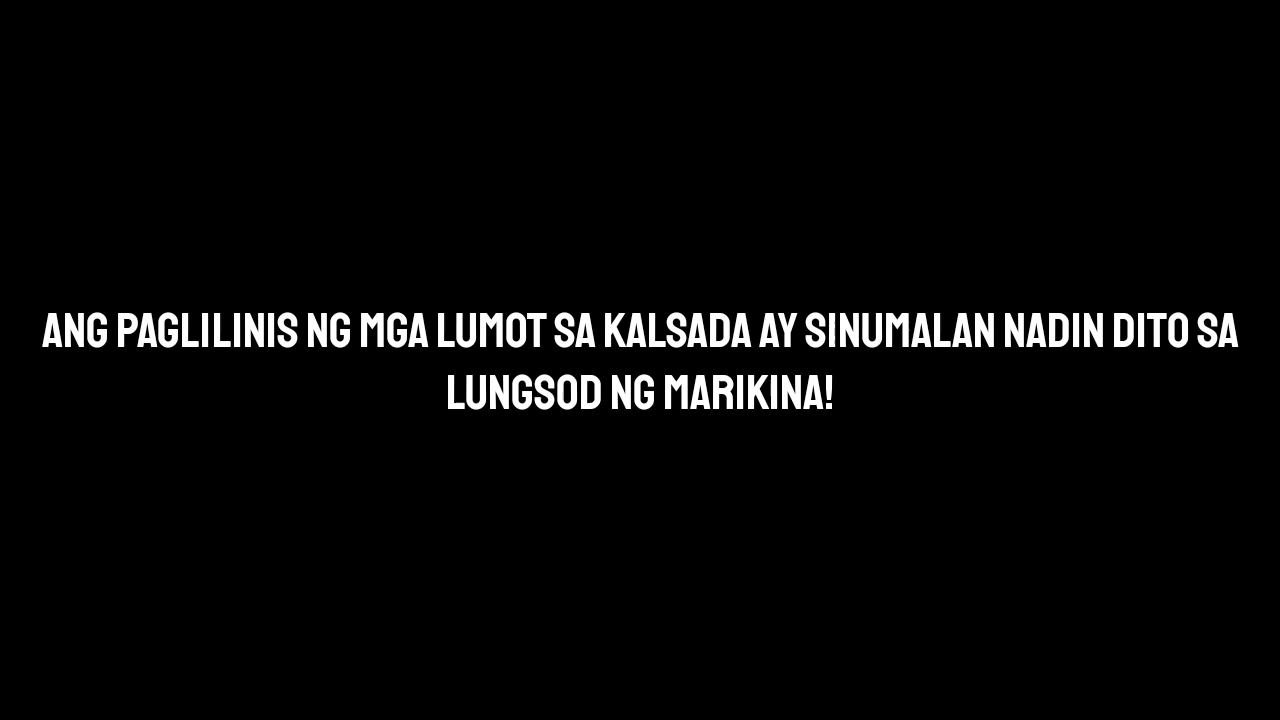 ANG PAGLILINIS NG MGA LUMOT SA KALSADA AY SINUMALAN NADIN DITO SA
LUNGSOD NG MARIKINA!